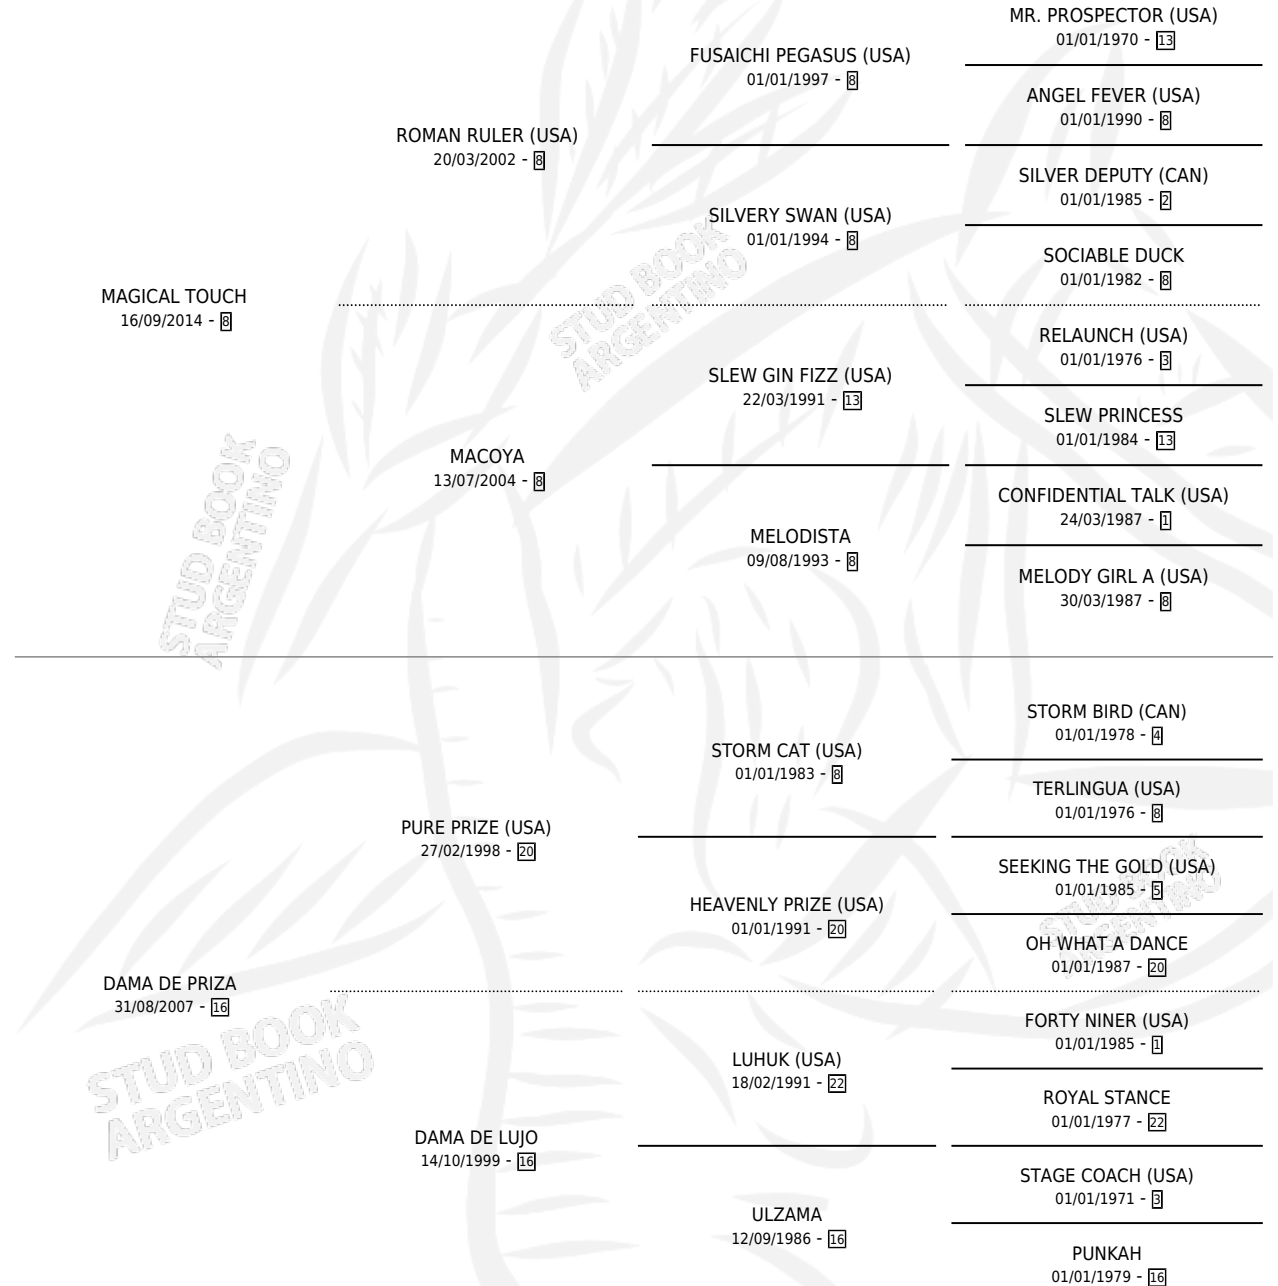 MR. PROSPECTOR (USA)
01/01/1970 - 13
FUSAICHI PEGASUS (USA)
01/01/1997 - 8
ANGEL FEVER (USA)
01/01/1990 - 8
ROMAN RULER (USA)
20/03/2002 - 8
SILVER DEPUTY (CAN)
01/01/1985 - 2
SILVERY SWAN (USA)
01/01/1994 - 8
SOCIABLE DUCK
01/01/1982 - 8
MAGICAL TOUCH
16/09/2014 - 8
RELAUNCH (USA)
01/01/1976 - 3
SLEW GIN FIZZ (USA)
22/03/1991 - 13
SLEW PRINCESS
01/01/1984 - 13
MACOYA
13/07/2004 - 8
CONFIDENTIAL TALK (USA)
24/03/1987 - 1
MELODISTA
09/08/1993 - 8
MELODY GIRL A (USA)
30/03/1987 - 8
STORM BIRD (CAN)
01/01/1978 - 4
STORM CAT (USA)
01/01/1983 - 8
TERLINGUA (USA)
01/01/1976 - 8
PURE PRIZE (USA)
27/02/1998 - 20
SEEKING THE GOLD (USA)
01/01/1985 - 5
HEAVENLY PRIZE (USA)
01/01/1991 - 20
OH WHAT A DANCE
01/01/1987 - 20
DAMA DE PRIZA
31/08/2007 - 16
FORTY NINER (USA)
01/01/1985 - 1
LUHUK (USA)
18/02/1991 - 22
ROYAL STANCE
01/01/1977 - 22
DAMA DE LUJO
14/10/1999 - 16
STAGE COACH (USA)
01/01/1971 - 3
ULZAMA
12/09/1986 - 16
PUNKAH
01/01/1979 - 16
STUD BOOK
ARGENTINO
STUD BOOK
ARGENTINO
STUD BOOK
ARGENTINO
STUD BOOK
ARGENTINO